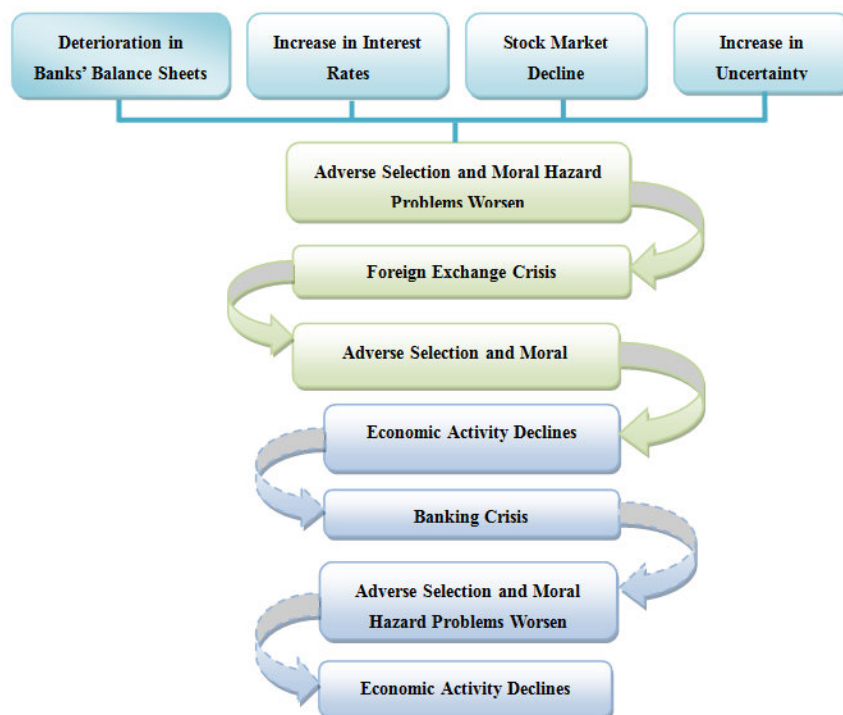 Deterioration in
Banks' Balance Sheets
Increase in Interest
Rates
Stock Market
Decline
Increase in
Uncertainty
Adverse Selection and Moral Hazard
Problems Worsen
Foreign Exchange Crisis
Adverse Selection and Moral
Economic Activity Declines
Banking Crisis
Adverse Selection and Moral
Hazard Problems Worsen
Economic Activity Declines